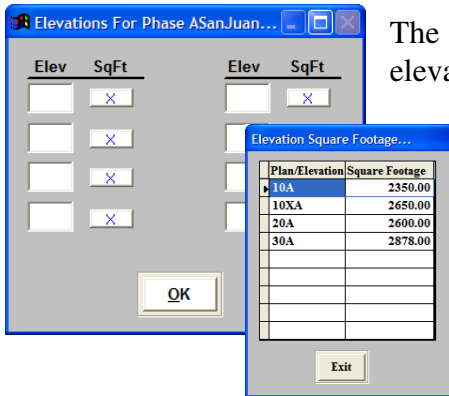 Elevations For Phase ASanJuan...
The
Elev SqFt Elev SqFt
X X
X
X
X
OK
Elevation Square Footage...
Plan/Elevation Square Footage
10A 2350.00
10XA 2650.00
20A 2600.00
30A 2878.00
Exit